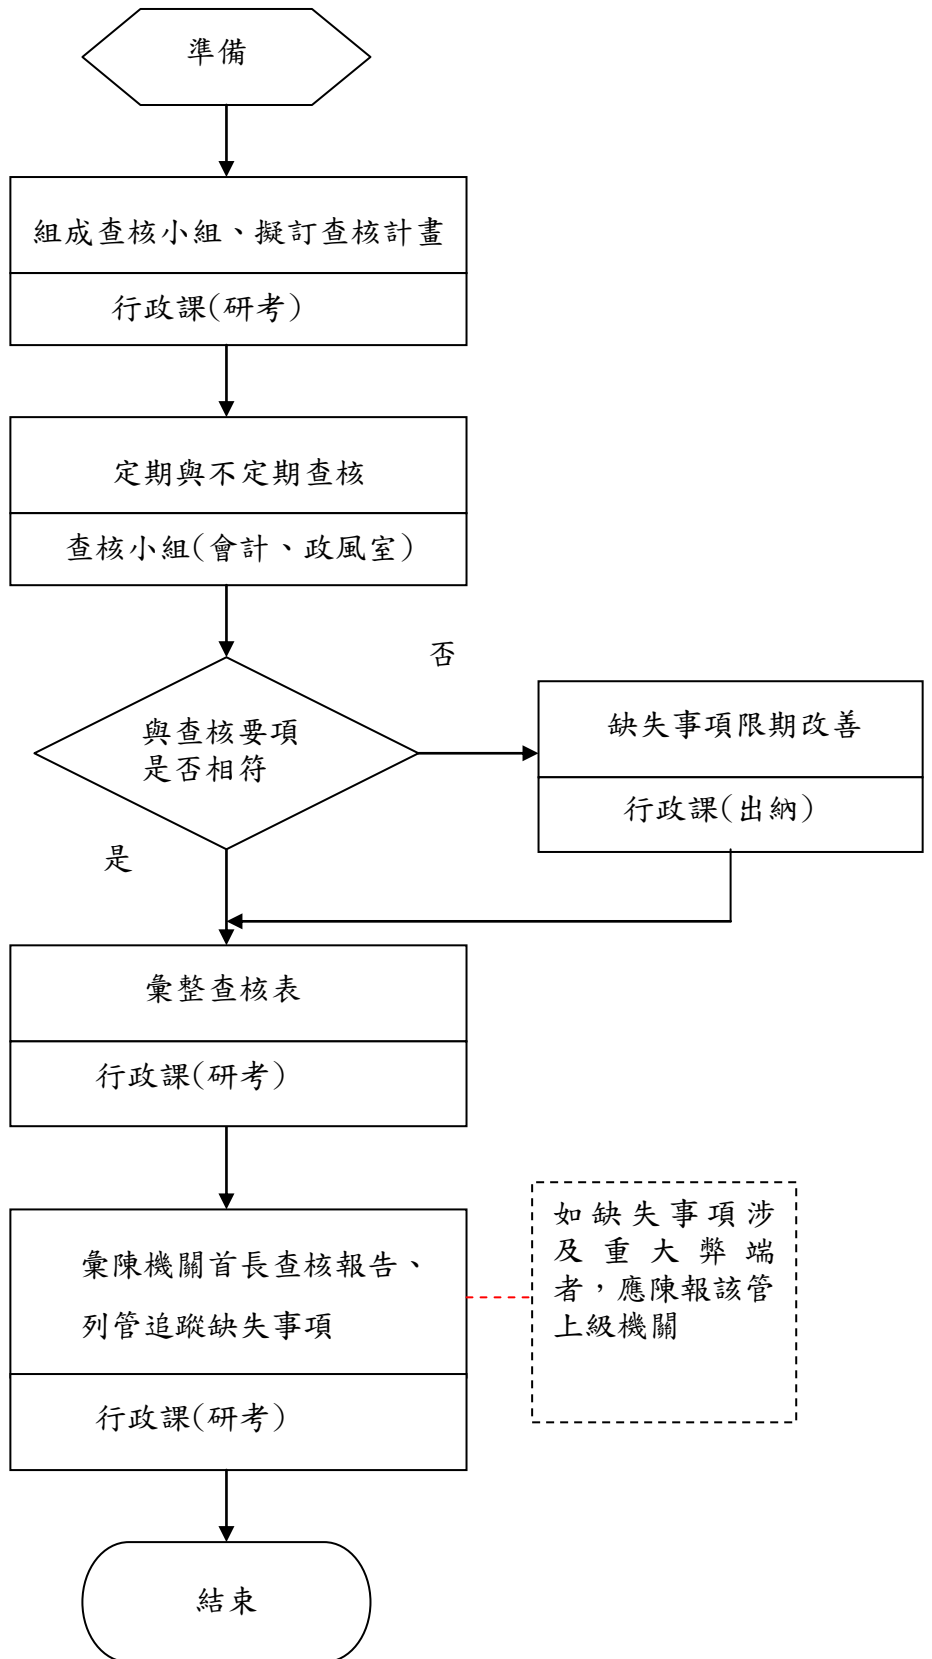 準備
組成查核小組、擬訂查核計畫
行政課(研考)
定期與不定期查核
查核小組(會計、政風室)
否
與查核要項
是否相符
缺失事項限期改善
行政課(出納)
是
彙整查核表
行政課(研考)
彙陳機關首長查核報告、
列管追蹤缺失事項
行政課(研考)
如缺失事項涉
及重大弊端
者，應陳報該管
上級機關
結束